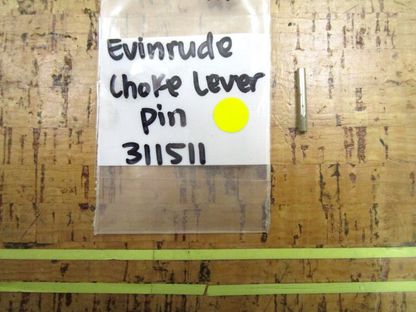 Evinrude
Choke Lever
pin
311511